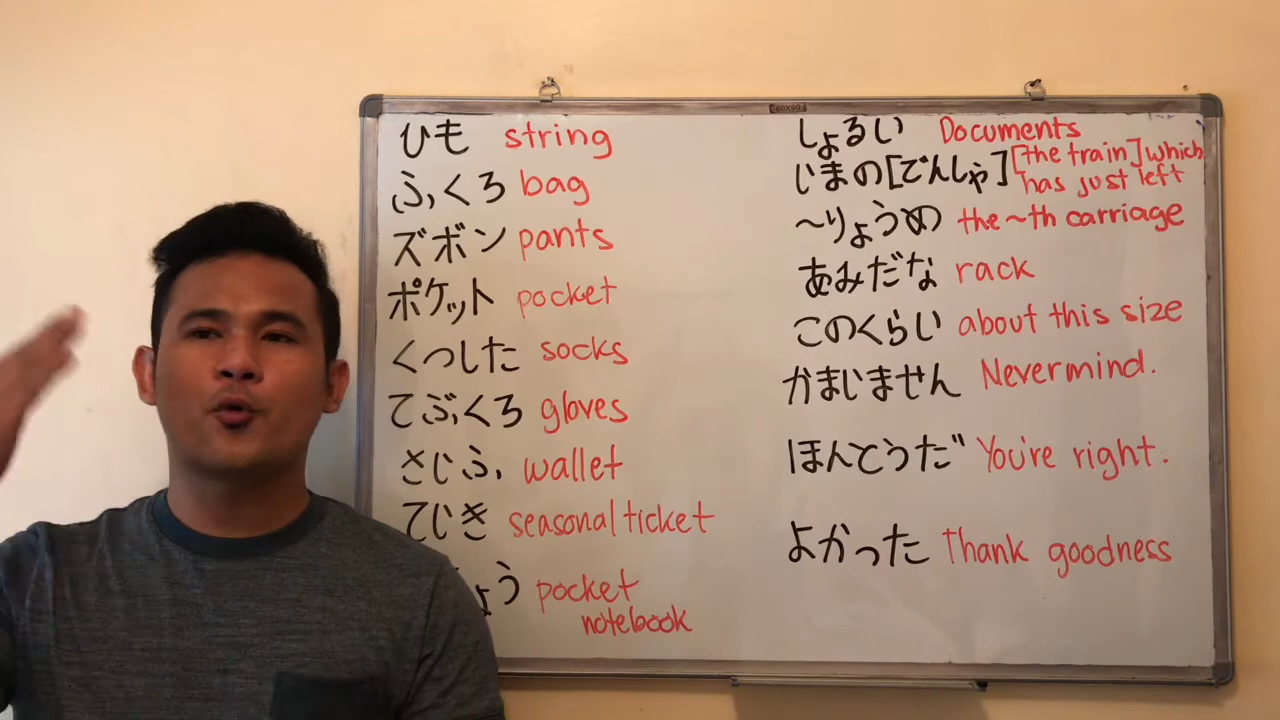 60X90
ひも string
ふくろ bag
ズボン pants
ポケット pocket
くつした socks
てぶくろ gloves
さいふ wallet
ていき seasonal ticket
ょう pocket
notebook
しょるい Documents
いまの[でんしゃ] [the train] which
has just left
～りょうめ the ~th carriage
あみだな rack
このくらい about this size
かまいません Nevermind.
ほんとうだ You're right.
よかった Thank goodness